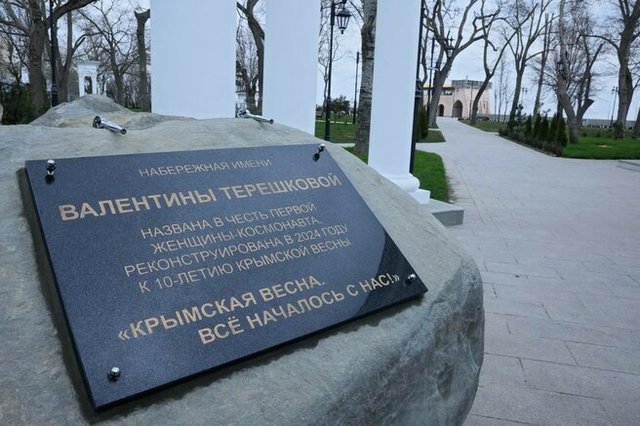 НАБЕРЕЖНАЯ ИМЕНИ
ВАЛЕНТИНЫ ТЕРЕШКОВОЙ
НАЗВАНА В ЧЕСТЬ ПЕРВОЙ
ЖЕНЩИНЫ-КОСМОНАВТА.
РЕКОНСТРУИРОВАНА В 2024 ГОДУ
К 10-ЛЕТИЮ КРЫМСКОЙ ВЕСНЫ
«КРЫМСКАЯ ВЕСНА.
ВСЁ НАЧАЛОСЬ С НАС!»